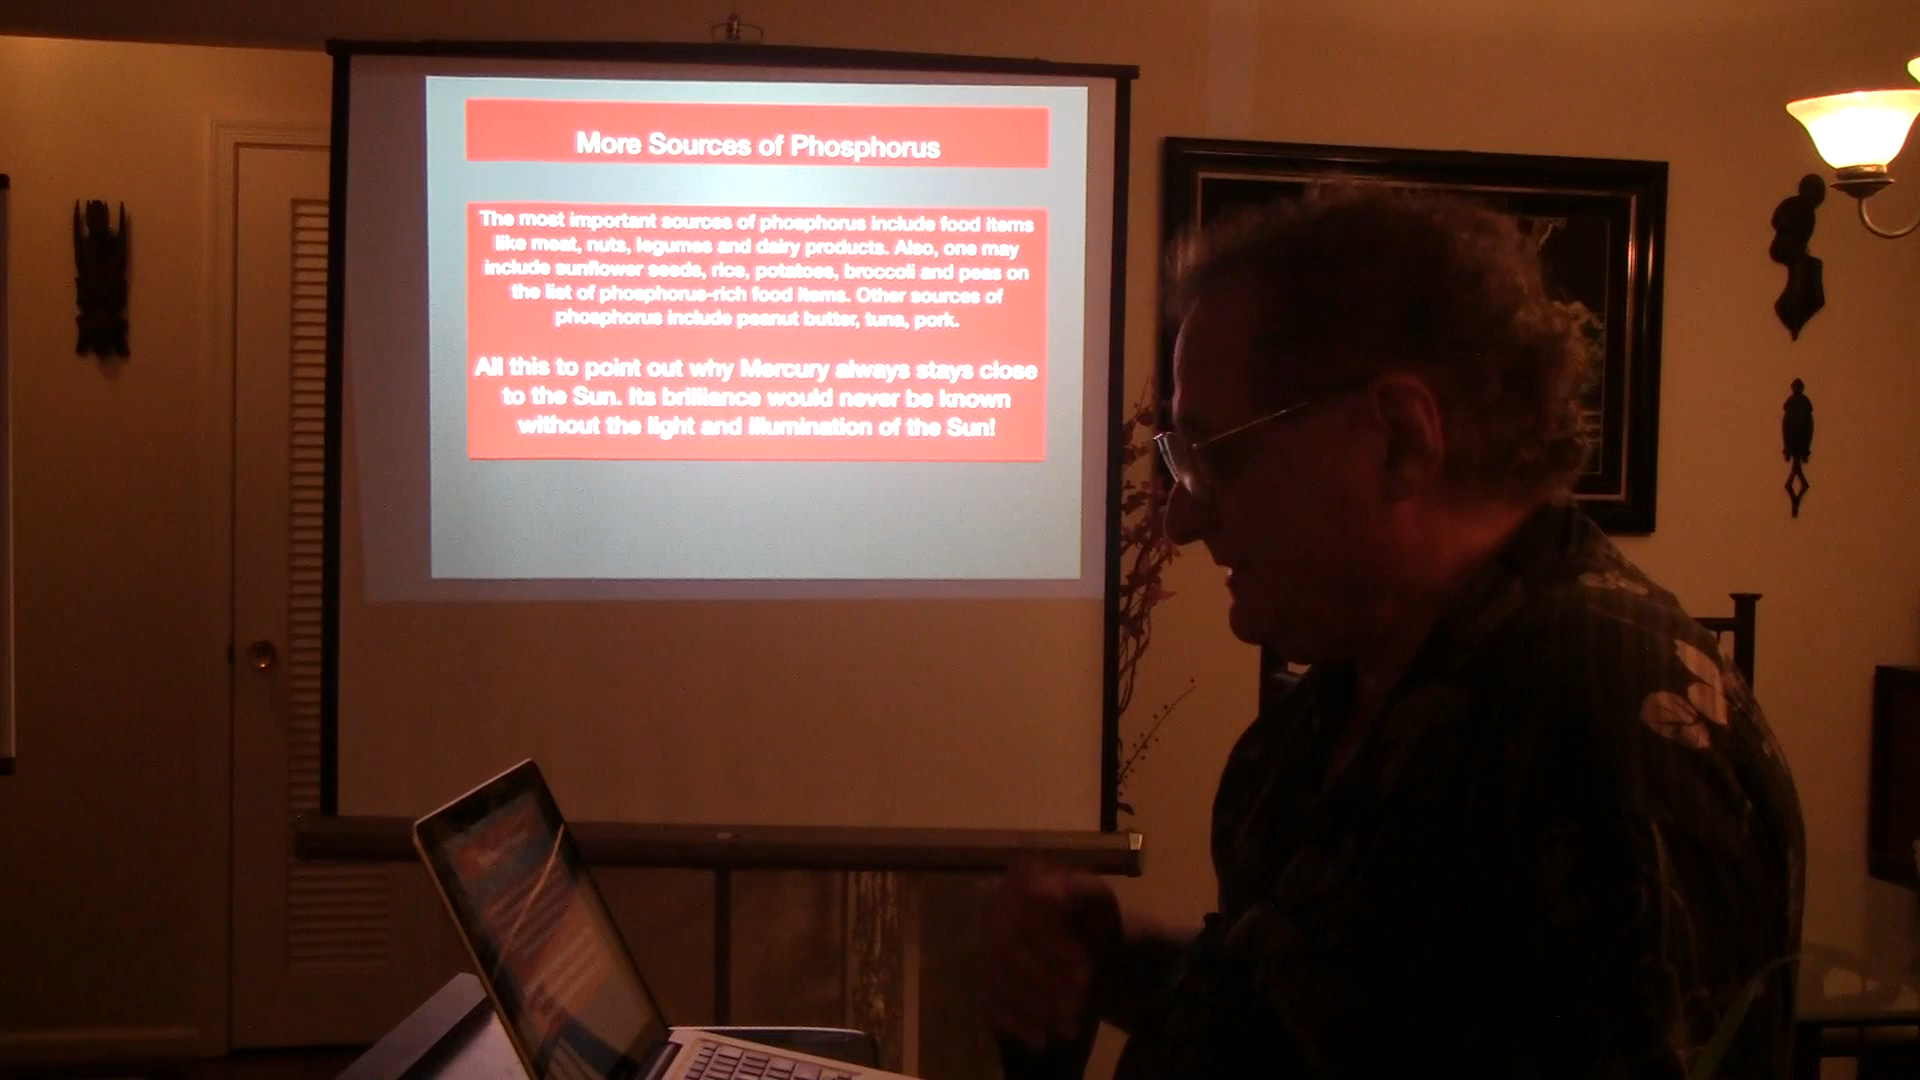 More Sources of Phosphorus
The most important sources of phosphorus include food items
like meat, nuts, legumes and dairy products. Also, one may
include sunflower seeds, rice, potatoes, broccoli and peas on
the list of phosphorus-rich food items. Other sources of
phosphorus include peanut butter, tuna, pork.
All this to point out why Mercury always stays close
to the Sun. Its brilliance would never be known
without the light and illumination of the Sun!